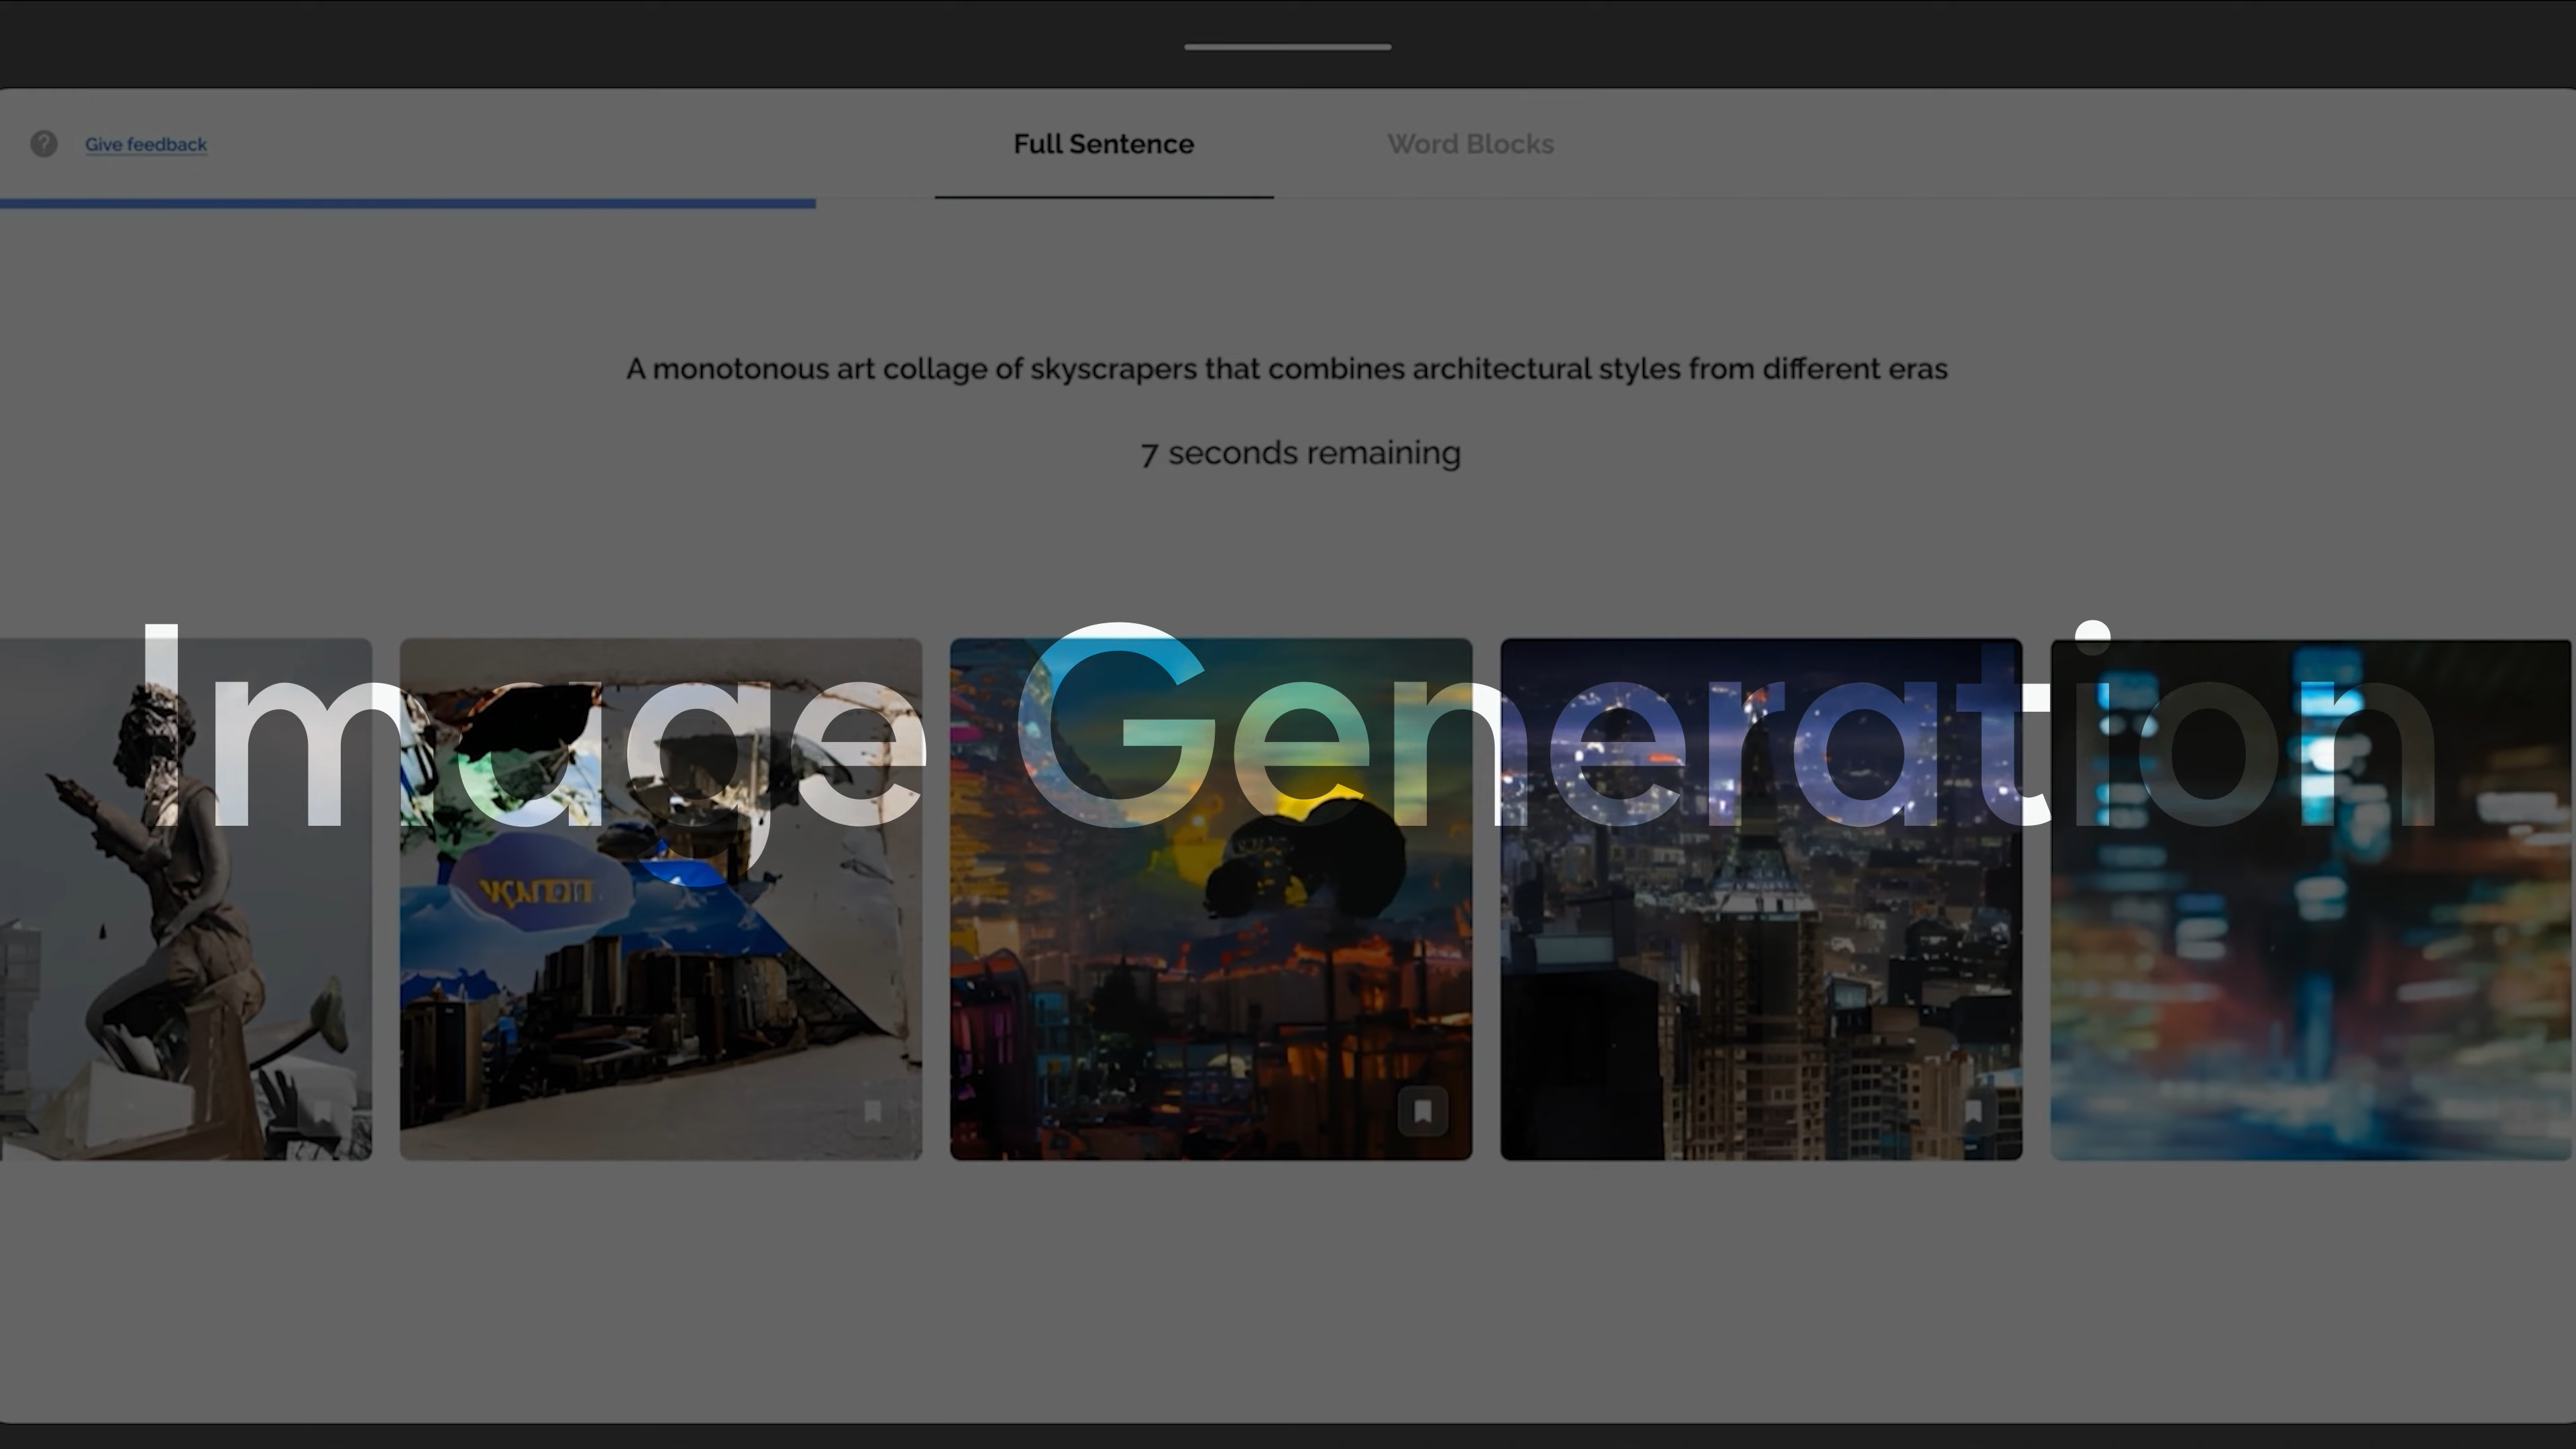 Give feedback
Full Sentence
Word Blocks
A monotonous art collage of skyscrapers that combines architectural styles from different eras
7 seconds remaining
Image Generation